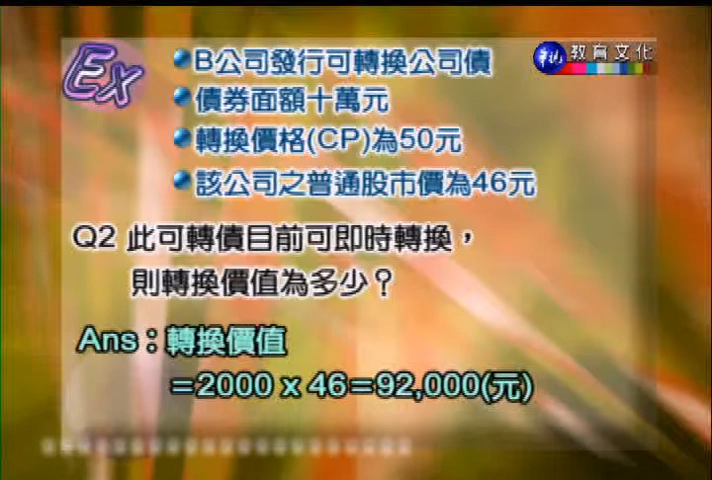 Ex
B公司發行可轉換公司債
華視 教育文化
債券面額十萬元
轉換價格(CP)為50元
該公司之普通股市價為46元
Q2 此可轉債目前可即時轉換，
則轉換價值為多少？
Ans：轉換價值
＝2000 x 46＝92,000(元)